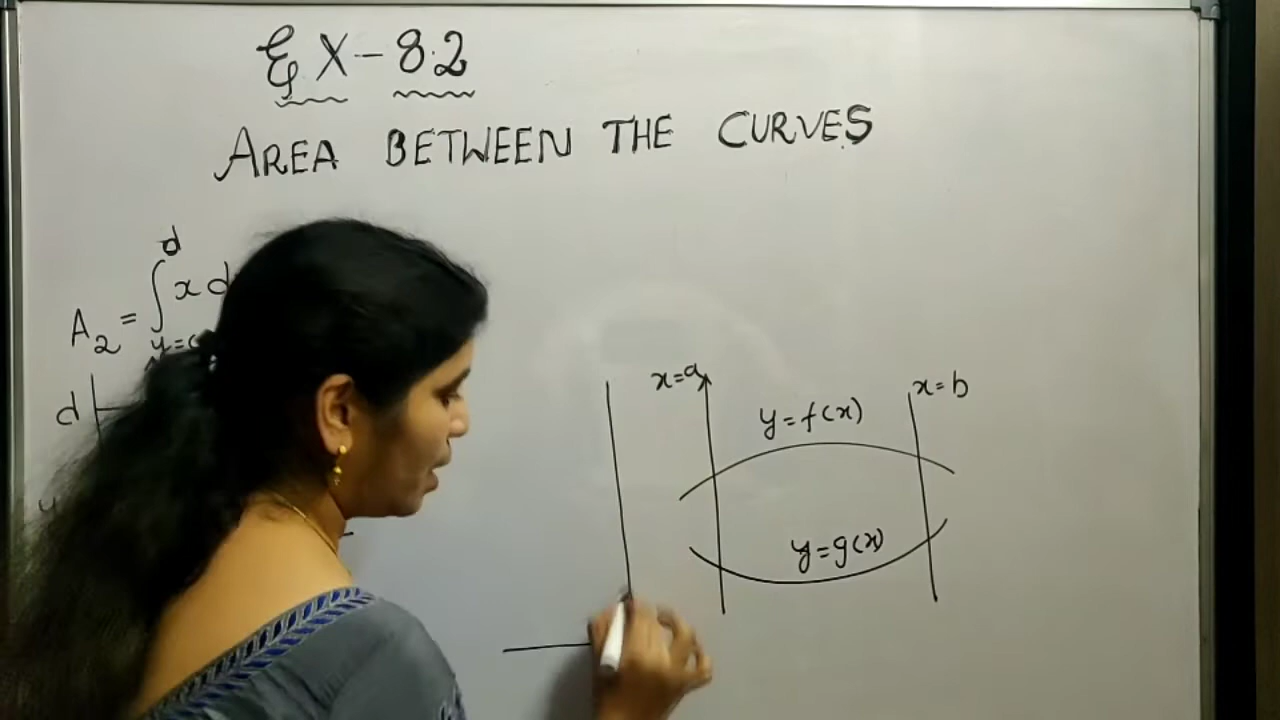 Ex-8.2
AREA BETWEEN THE CURVES
d
A₂ = ∫ x d
y=c
d
x=a
x=b
y=f(x)
y=g(x)